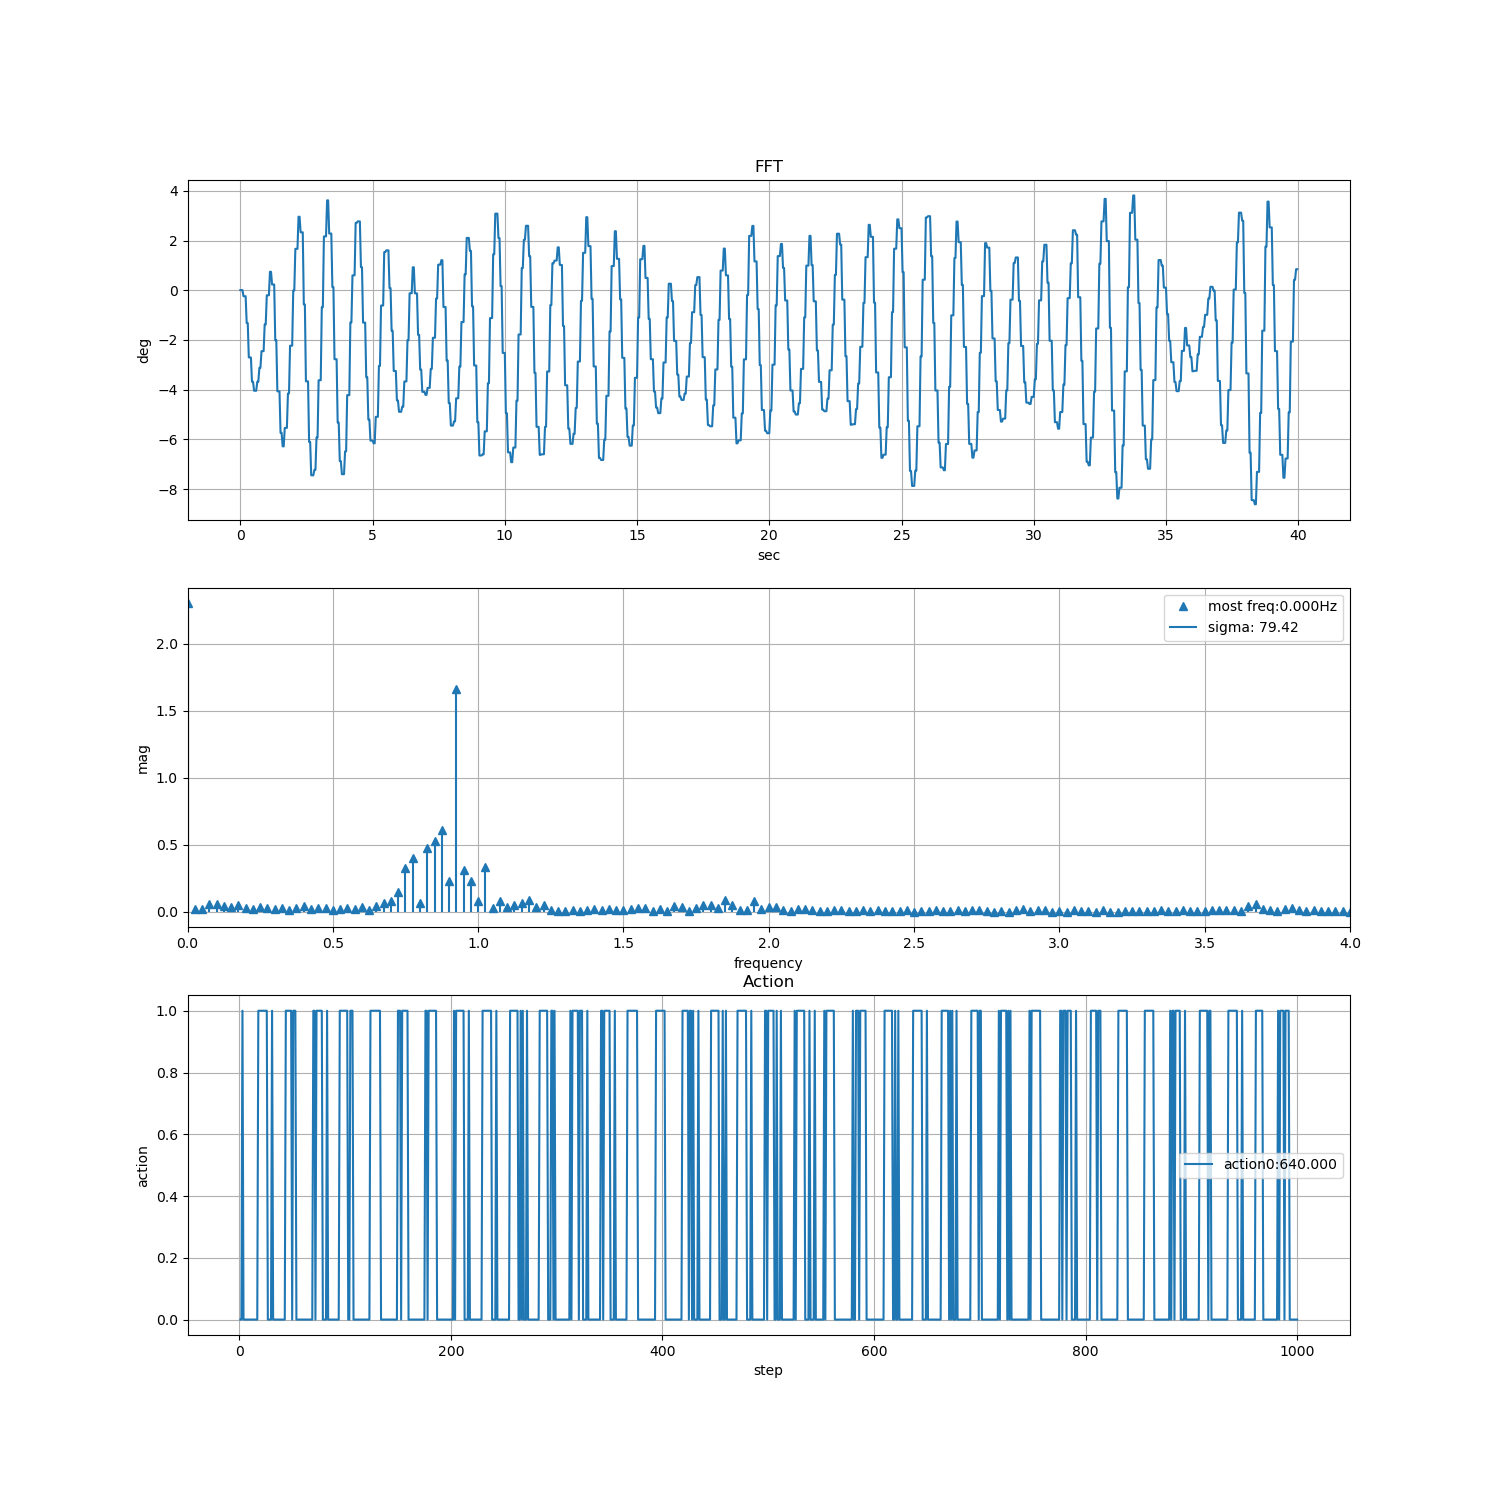 FFT
4
2
0
−2
−4
−6
−8
deg
0 5 10 15 20 25 30 35 40
sec
most freq:0.000Hz
sigma: 79.42
2.0
1.5
1.0
0.5
0.0
mag
0.0 0.5 1.0 1.5 2.0 2.5 3.0 3.5 4.0
frequency
Action
1.0
0.8
0.6
0.4
0.2
0.0
action
action0:640.000
0 200 400 600 800 1000
step